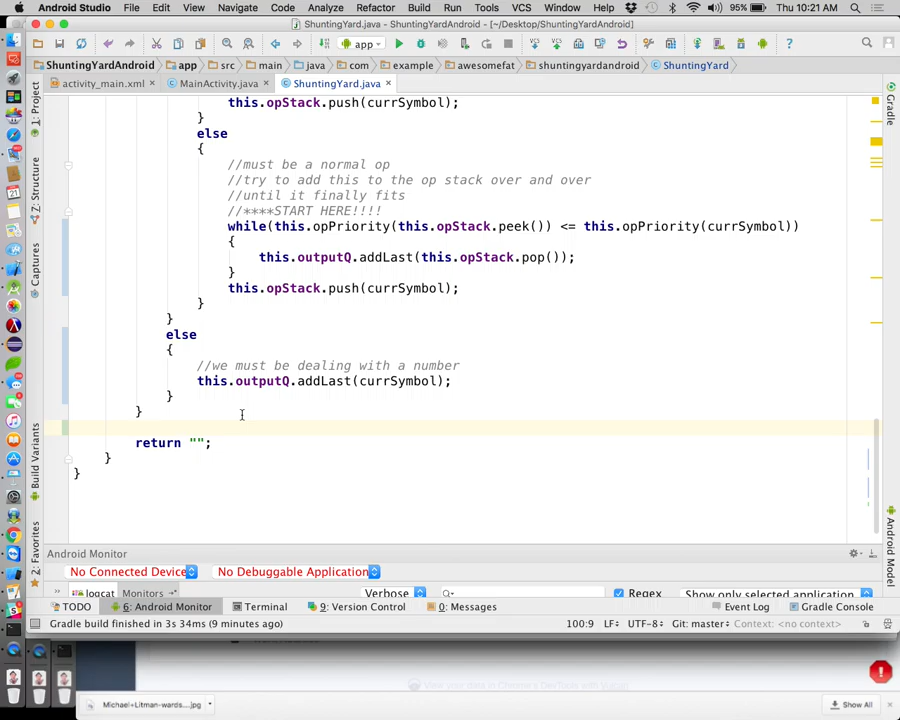 Android Studio File Edit View Navigate Code Analyze Refactor Build Run Tools VCS Window Help 95% Thu 10:21 AM
ShuntingYard.java - ShuntingYardAndroid - [~/Desktop/ShuntingYardAndroid]
app
ShuntingYardAndroid app src main java com example awesomefat shuntingyardandroid ShuntingYard
activity_main.xml MainActivity.java ShuntingYard.java
this.opStack.push(currSymbol);
}
else
{
//must be a normal op
//try to add this to the op stack over and over
//until it finally fits
//****START HERE!!!!
while(this.opPriority(this.opStack.peek()) <= this.opPriority(currSymbol))
{
this.outputQ.addLast(this.opStack.pop());
}
this.opStack.push(currSymbol);
}
}
else
{
//we must be dealing with a number
this.outputQ.addLast(currSymbol);
}
}
return "";
}
}
1: Project
7: Structure
Captures
Build Variants
2: Favorites
Gradle
Android Model
Android Monitor
No Connected Device No Debuggable Application
logcat Monitors Verbose Regex Show only selected application
TODO 6: Android Monitor Terminal 9: Version Control 0: Messages Event Log Gradle Console
Gradle build finished in 3s 34ms (9 minutes ago) 100:9 LF UTF-8 Git: master Context: <no context>
Michael+Litman-wards....jpg Show All